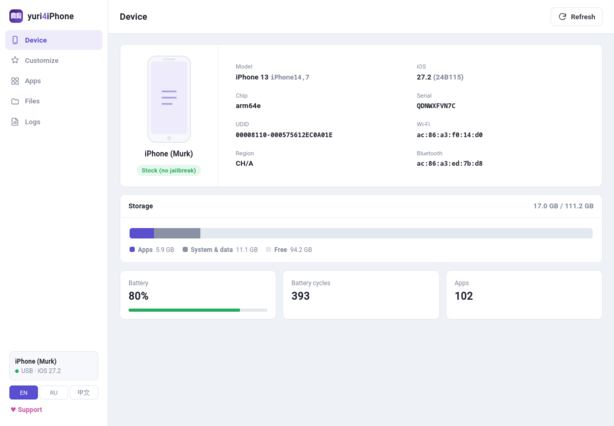 yuri4iPhone
Device
Customize
Apps
Files
Logs
iPhone (Murk)
USB · iOS 27.2
EN
RU
中文
♥ Support
Device
Refresh
iPhone (Murk)
Stock (no jailbreak)
Model
iPhone 13 iPhone14,7
iOS
27.2 (24B115)
Chip
arm64e
Serial
QDNWXFVN7C
UDID
00008110-000575612EC0A01E
Wi-Fi
ac:86:a3:f0:14:d0
Region
CH/A
Bluetooth
ac:86:a3:ed:7b:d8
Storage
17.0 GB / 111.2 GB
Apps 5.9 GB
System & data 11.1 GB
Free 94.2 GB
Battery
80%
Battery cycles
393
Apps
102